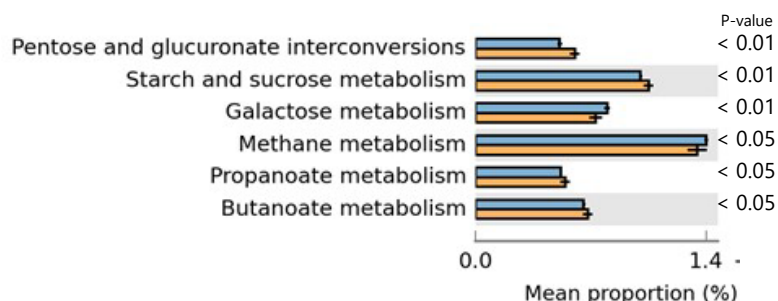 P-value
Pentose and glucuronate interconversions < 0.01
Starch and sucrose metabolism < 0.01
Galactose metabolism < 0.01
Methane metabolism < 0.05
Propanoate metabolism < 0.05
Butanoate metabolism < 0.05
0.0 1.4
Mean proportion (%)